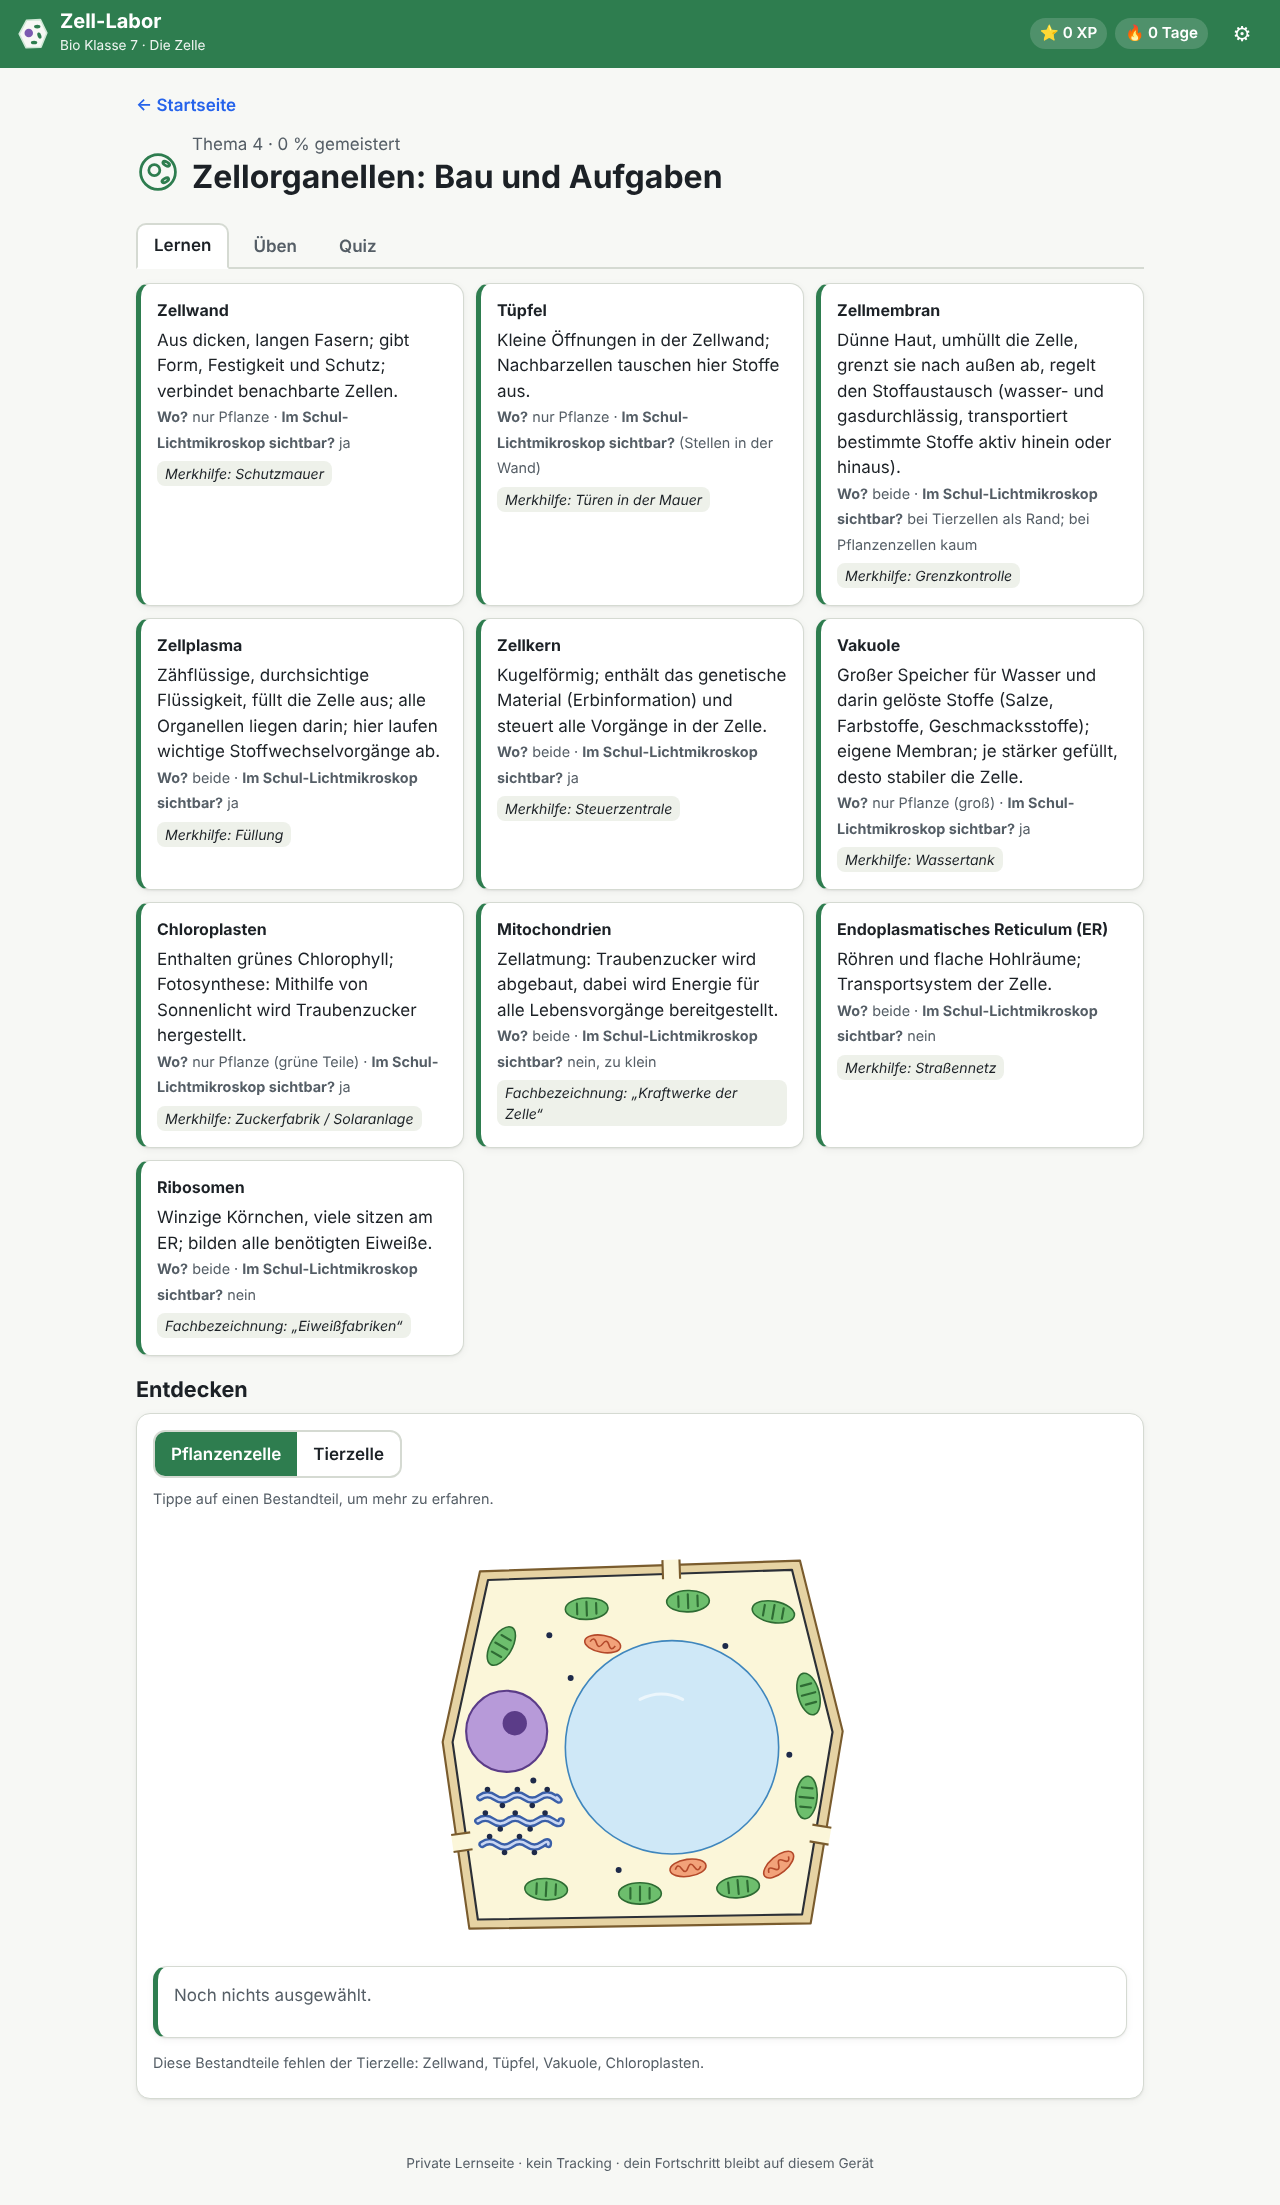 Zell-Labor
Bio Klasse 7 · Die Zelle
⭐ 0 XP
🔥 0 Tage
⚙
← Startseite
Thema 4 · 0 % gemeistert
Zellorganellen: Bau und Aufgaben
Lernen
Üben
Quiz
Zellwand
Aus dicken, langen Fasern; gibt
Form, Festigkeit und Schutz;
verbindet benachbarte Zellen.
Wo? nur Pflanze · Im Schul-
Lichtmikroskop sichtbar? ja
Merkhilfe: Schutzmauer
Tüpfel
Kleine Öffnungen in der Zellwand;
Nachbarzellen tauschen hier Stoffe
aus.
Wo? nur Pflanze · Im Schul-
Lichtmikroskop sichtbar? (Stellen in der
Wand)
Merkhilfe: Türen in der Mauer
Zellmembran
Dünne Haut, umhüllt die Zelle,
grenzt sie nach außen ab, regelt
den Stoffaustausch (wasser- und
gasdurchlässig, transportiert
bestimmte Stoffe aktiv hinein oder
hinaus).
Wo? beide · Im Schul-Lichtmikroskop
sichtbar? bei Tierzellen als Rand; bei
Pflanzenzellen kaum
Merkhilfe: Grenzkontrolle
Zellplasma
Zähflüssige, durchsichtige
Flüssigkeit, füllt die Zelle aus; alle
Organellen liegen darin; hier laufen
wichtige Stoffwechselvorgänge ab.
Wo? beide · Im Schul-Lichtmikroskop
sichtbar? ja
Merkhilfe: Füllung
Zellkern
Kugelförmig; enthält das genetische
Material (Erbinformation) und
steuert alle Vorgänge in der Zelle.
Wo? beide · Im Schul-Lichtmikroskop
sichtbar? ja
Merkhilfe: Steuerzentrale
Vakuole
Großer Speicher für Wasser und
darin gelöste Stoffe (Salze,
Farbstoffe, Geschmacksstoffe);
eigene Membran; je stärker gefüllt,
desto stabiler die Zelle.
Wo? nur Pflanze (groß) · Im Schul-
Lichtmikroskop sichtbar? ja
Merkhilfe: Wassertank
Chloroplasten
Enthalten grünes Chlorophyll;
Fotosynthese: Mithilfe von
Sonnenlicht wird Traubenzucker
hergestellt.
Wo? nur Pflanze (grüne Teile) · Im Schul-
Lichtmikroskop sichtbar? ja
Merkhilfe: Zuckerfabrik / Solaranlage
Mitochondrien
Zellatmung: Traubenzucker wird
abgebaut, dabei wird Energie für
alle Lebensvorgänge bereitgestellt.
Wo? beide · Im Schul-Lichtmikroskop
sichtbar? nein, zu klein
Fachbezeichnung: „Kraftwerke der
Zelle“
Endoplasmatisches Reticulum (ER)
Röhren und flache Hohlräume;
Transportsystem der Zelle.
Wo? beide · Im Schul-Lichtmikroskop
sichtbar? nein
Merkhilfe: Straßennetz
Ribosomen
Winzige Körnchen, viele sitzen am
ER; bilden alle benötigten Eiweiße.
Wo? beide · Im Schul-Lichtmikroskop
sichtbar? nein
Fachbezeichnung: „Eiweißfabriken“
Entdecken
Pflanzenzelle
Tierzelle
Tippe auf einen Bestandteil, um mehr zu erfahren.
Noch nichts ausgewählt.
Diese Bestandteile fehlen der Tierzelle: Zellwand, Tüpfel, Vakuole, Chloroplasten.
Private Lernseite · kein Tracking · dein Fortschritt bleibt auf diesem Gerät